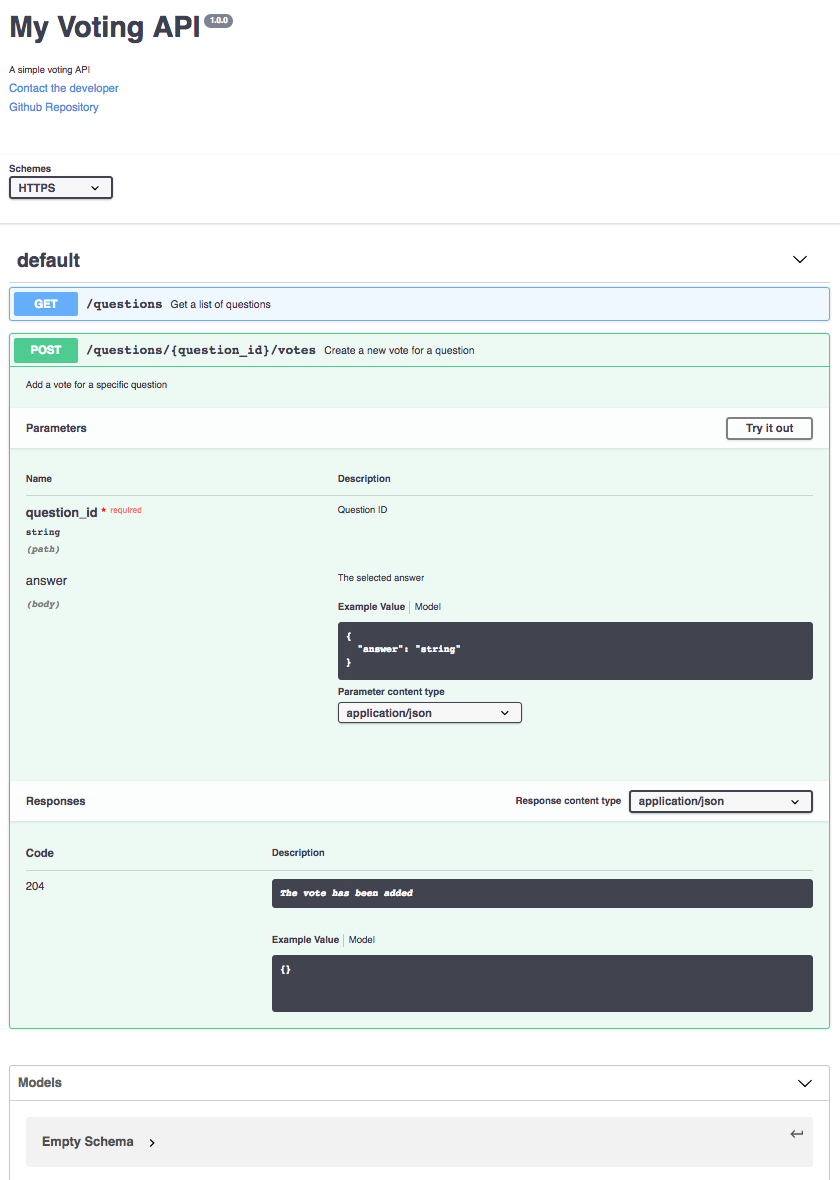 My Voting API 1.0.0
A simple voting API
Contact the developer
Github Repository
Schemes
HTTPS
default
GET /questions Get a list of questions
POST /questions/{question_id}/votes Create a new vote for a question
Add a vote for a specific question
Parameters Try it out
Name Description
question_id * required Question ID
string
(path)
answer The selected answer
(body)
Example Value Model
{
"answer": "string"
}
Parameter content type
application/json
Responses Response content type application/json
Code Description
204 The vote has been added
Example Value Model
{}
Models
Empty Schema